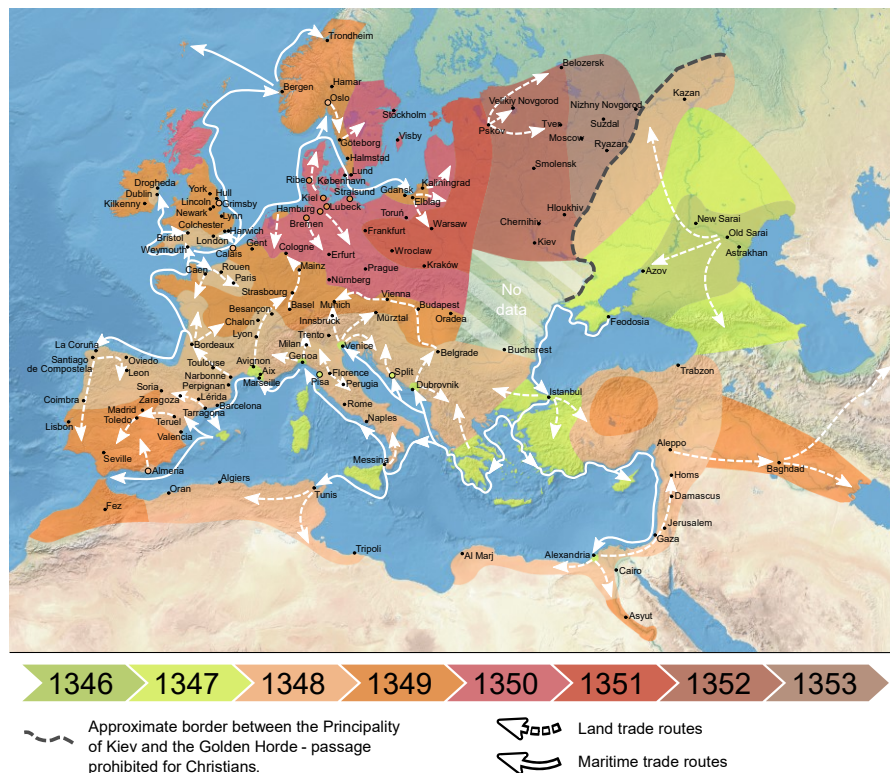 Trondheim
Belozersk
Hamar
Bergen
Oslo
Kazan
Velikiy Novgorod
Nizhny Novgorod
Stockholm
Pskov
Tver
Suzdal
Visby
Göteborg
Moscow
Ryazan
Halmstad
Smolensk
Lund
Ribe
København
Kaliningrad
Drogheda
York
Hull
Kiel
Stralsund
Gdansk
Elblag
Dublin
Lincoln
Grimsby
Hamburg
Lübeck
Kilkenny
Newark
Lynn
Toruń
Hloukhiv
Colchester
Harwich
Bremen
Frankfurt
Warsaw
Chernihiv
New Sarai
Bristol
London
Gent
Kiev
Old Sarai
Weymouth
Calais
Cologne
Erfurt
Wroclaw
Astrakhan
Caen
Rouen
Mainz
Prague
Kraków
Azov
Paris
Nürnberg
Strasbourg
No
data
Besançon
Basel
Munich
Vienna
Budapest
Chalon
Innsbruck
Mürztal
Oradea
Feodosia
Lyon
Trento
La Coruña
Bordeaux
Milan
Venice
Belgrade
Bucharest
Santiago
de Compostela
Oviedo
Leon
Toulouse
Avignon
Genoa
Trabzon
Narbonne
Aix
Florence
Split
Soria
Perpignan
Marseille
Pisa
Perugia
Dubrovnik
Istanbul
Coimbra
Zaragoza
Lérida
Barcelona
Rome
Madrid
Tarragona
Toledo
Teruel
Naples
Lisbon
Valencia
Aleppo
Seville
Messina
Baghdad
Almeria
Algiers
Homs
Oran
Tunis
Damascus
Fez
Jerusalem
Gaza
Tripoli
Al Marj
Alexandria
Cairo
Asyut
1346 1347 1348 1349 1350 1351 1352 1353
Approximate border between the Principality
of Kiev and the Golden Horde - passage
prohibited for Christians.
Land trade routes
Maritime trade routes